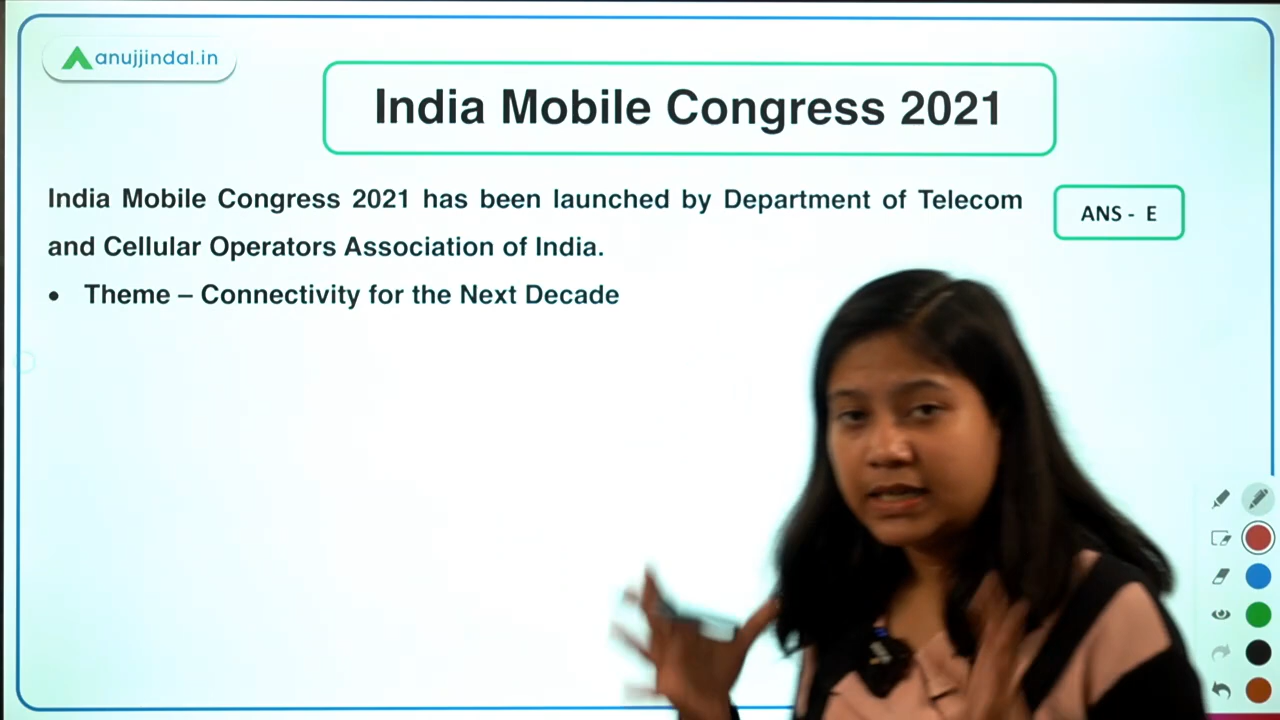 anujjindal.in
India Mobile Congress 2021
India Mobile Congress 2021 has been launched by Department of Telecom
and Cellular Operators Association of India.
ANS - E
• Theme – Connectivity for the Next Decade